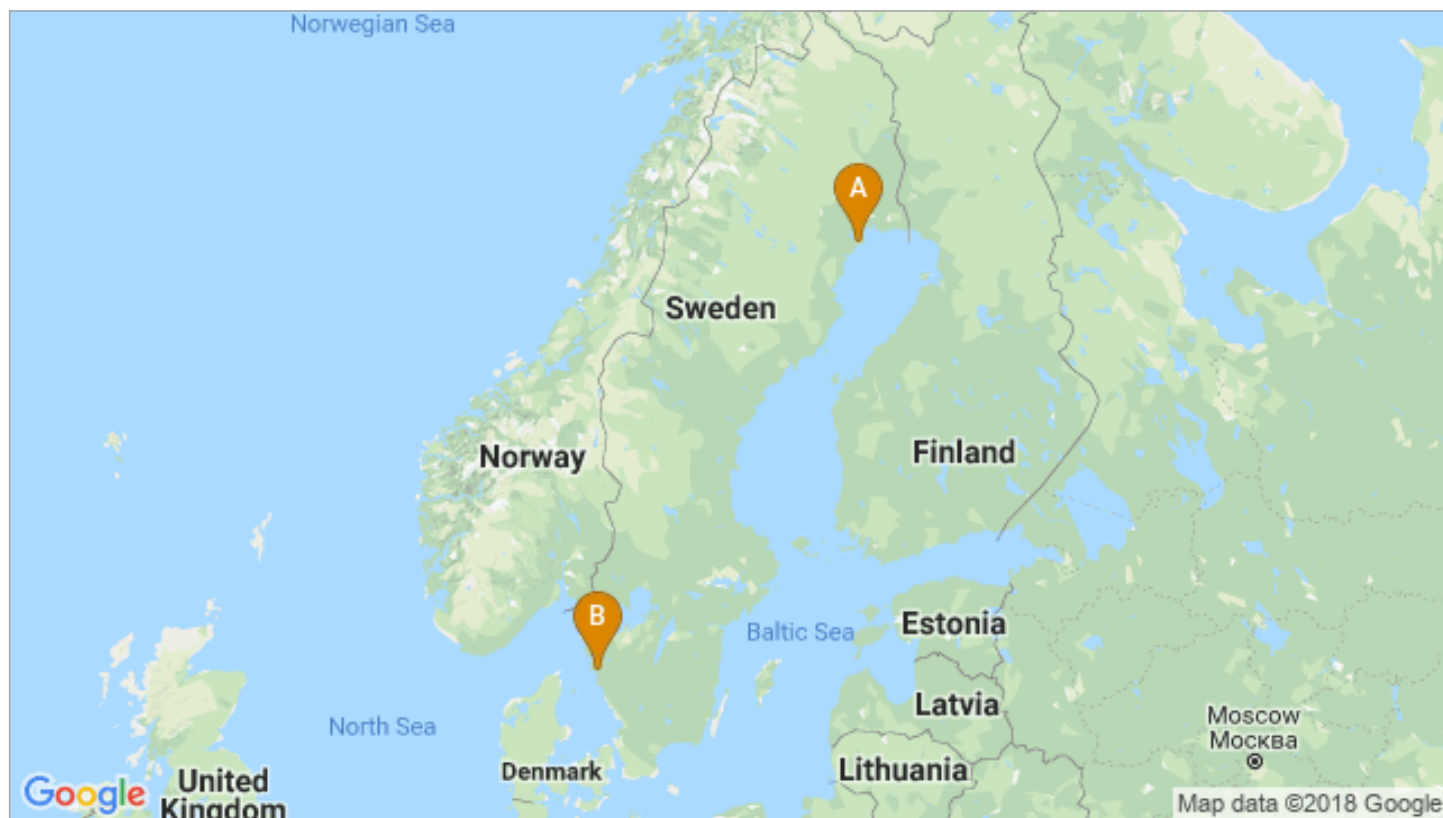 Norwegian Sea
A
Sweden
Norway
Finland
B
Baltic Sea
Estonia
Latvia
North Sea
Moscow
Москва
Denmark
Lithuania
United
Kingdom
Google
Map data ©2018 Google